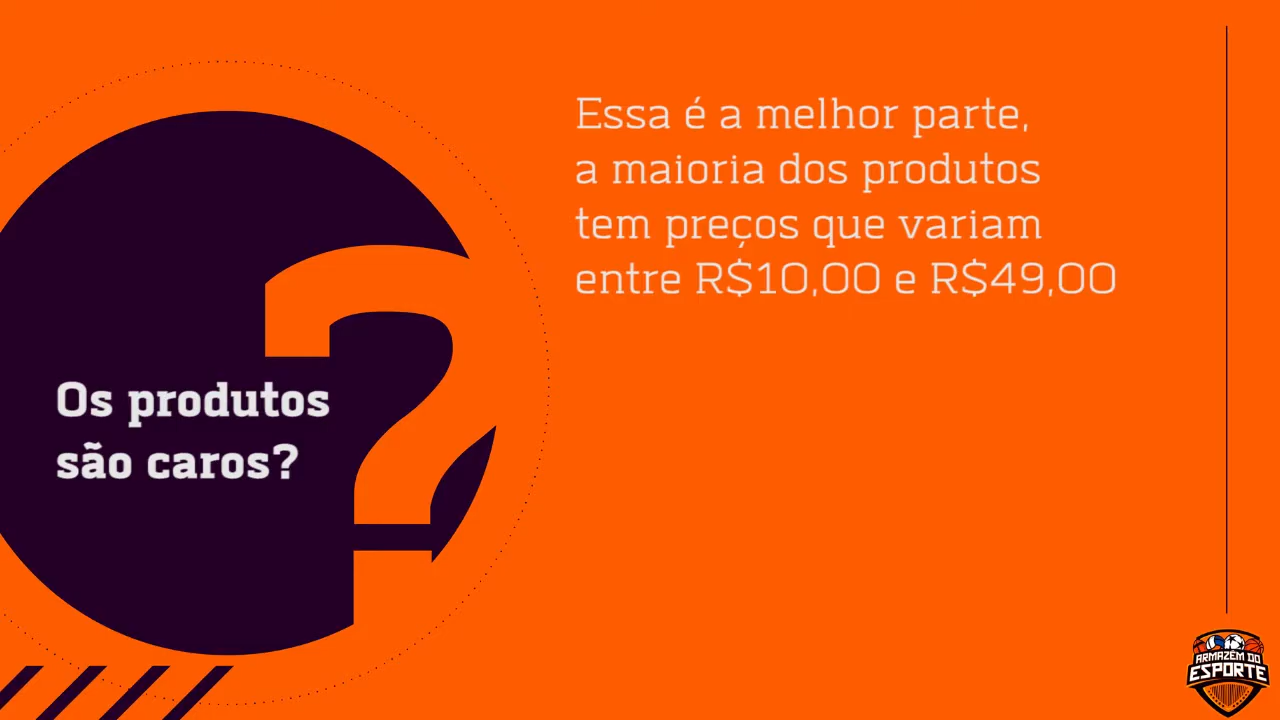 Essa é a melhor parte,
a maioria dos produtos
tem preços que variam
entre R$10,00 e R$49,00
Os produtos
são caros?
ARMAZÉM DO
ESPORTE